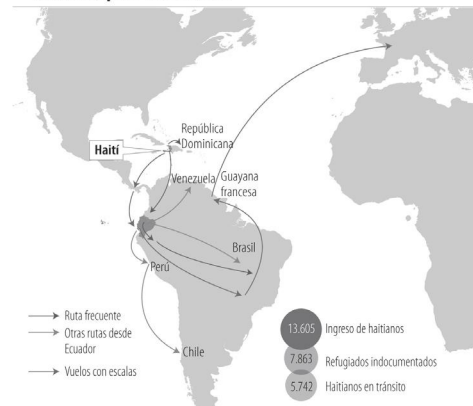 República
Dominicana
Haití
Venezuela
Guayana
francesa
Brasil
Perú
Chile
Ruta frecuente
Otras rutas desde
Ecuador
Vuelos con escalas
13.605 Ingreso de haitianos
7.863 Refugiados indocumentados
5.742 Haitianos en tránsito